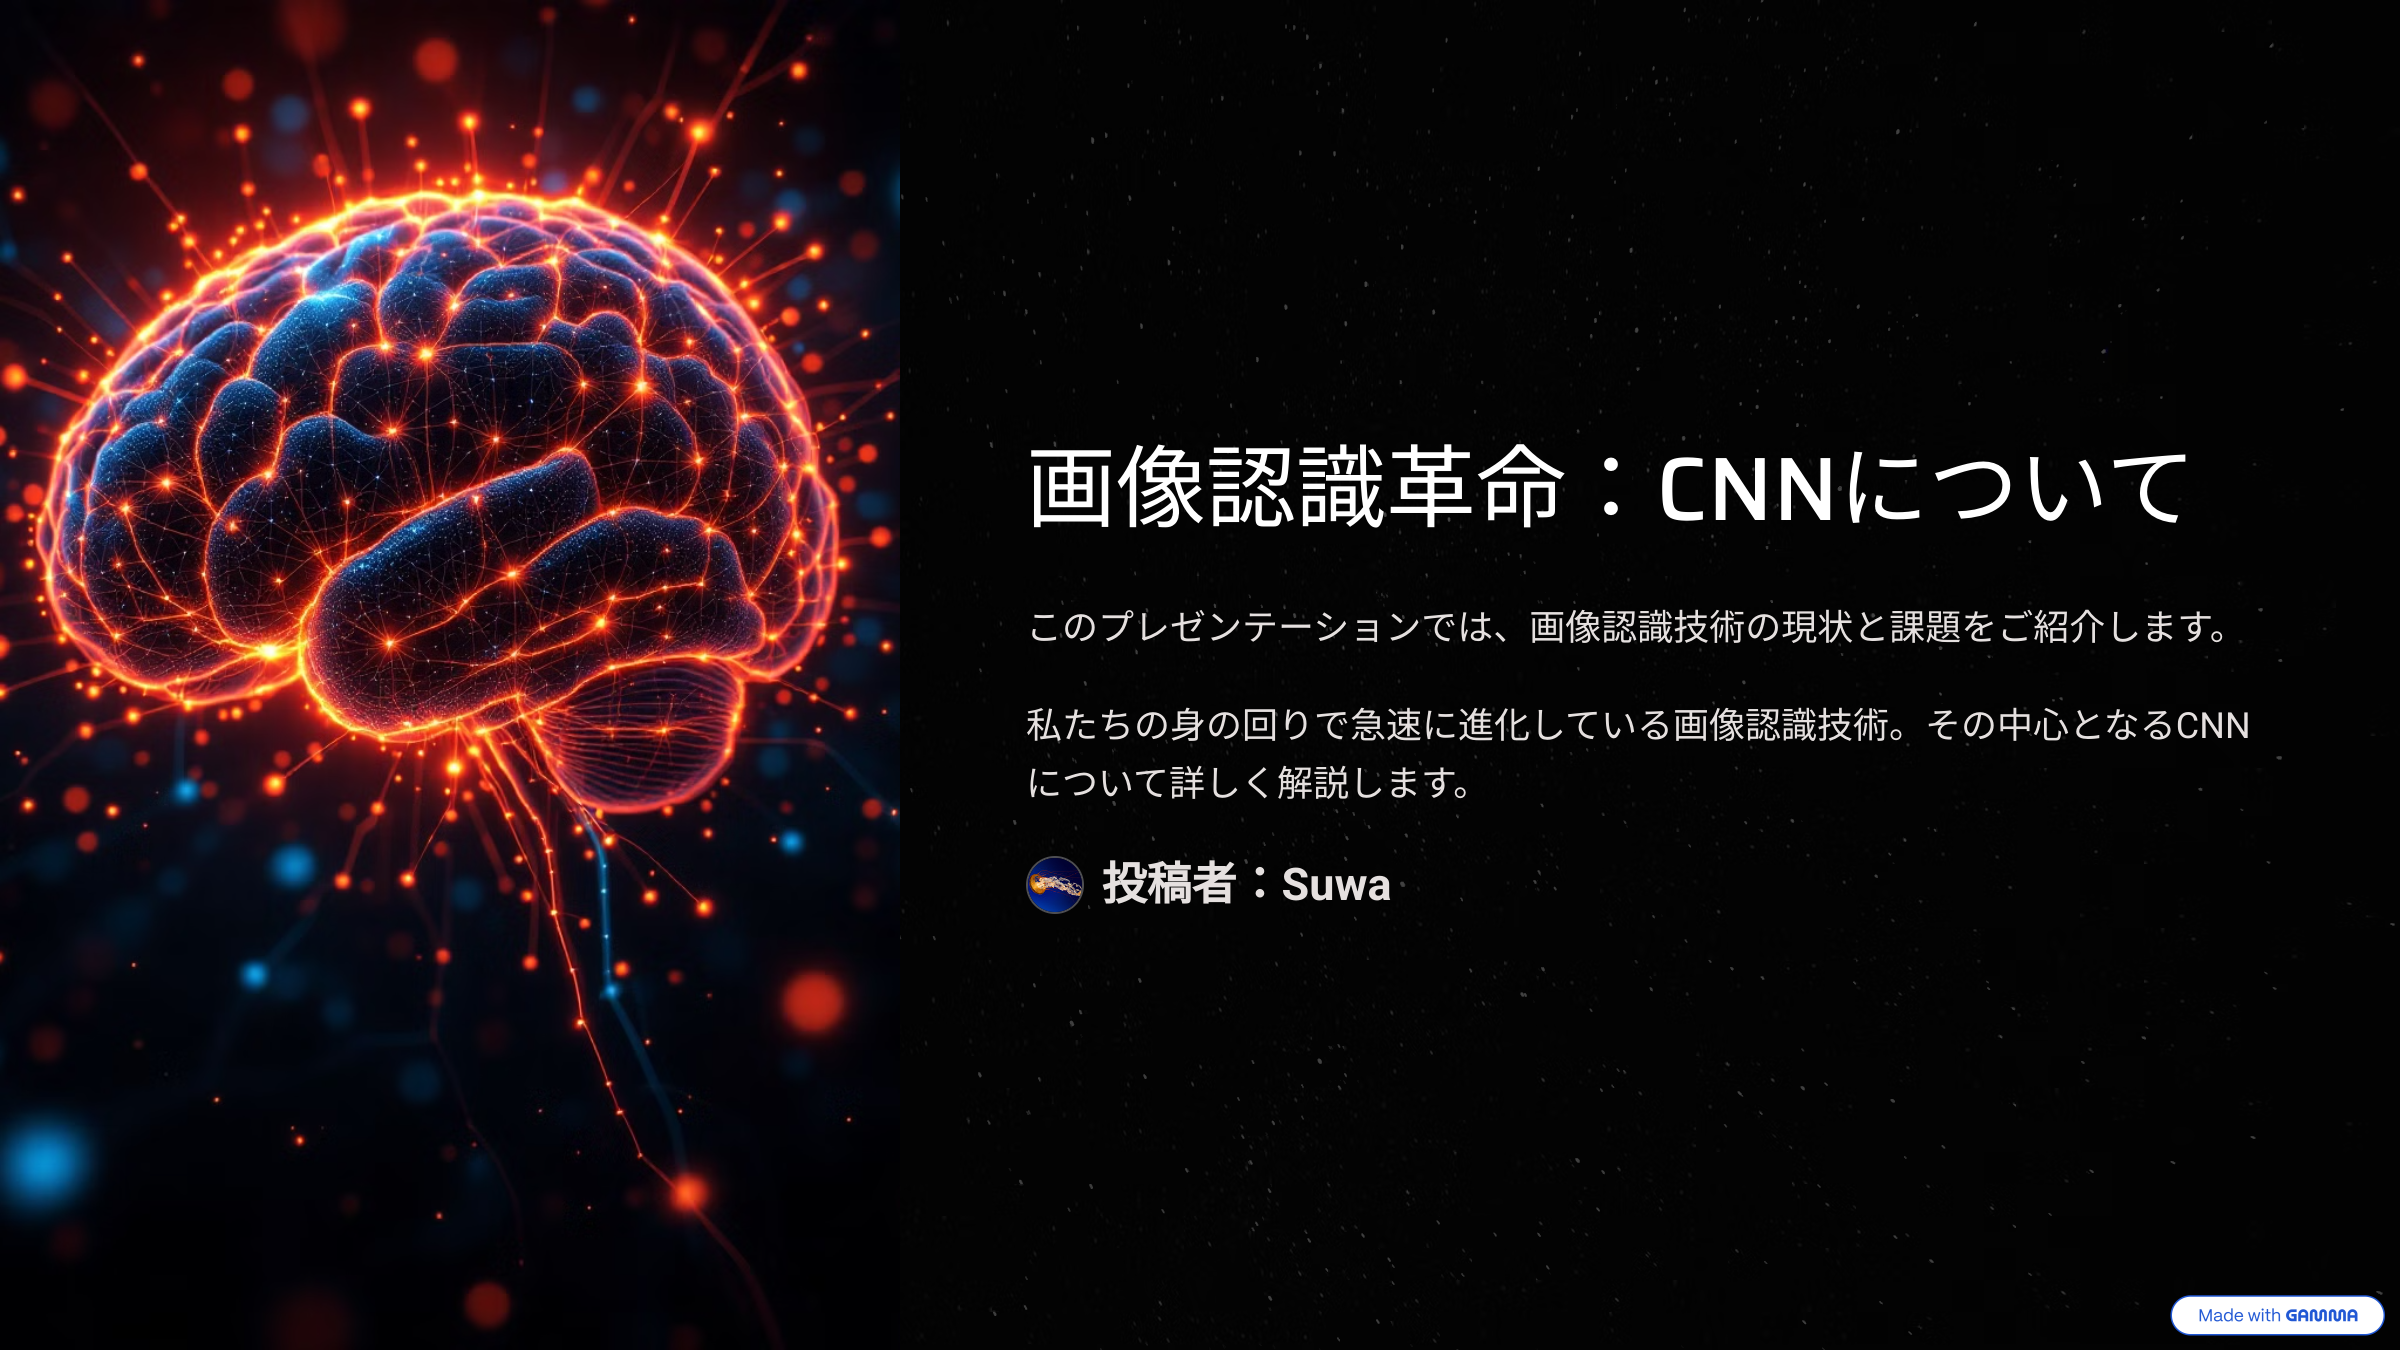 画像認識革命：CNNについて
このプレゼンテーションでは、画像認識技術の現状と課題をご紹介します。
私たちの身の回りで急速に進化している画像認識技術。その中心となるCNN
について詳しく解説します。
投稿者：Suwa
Made with GAMMA